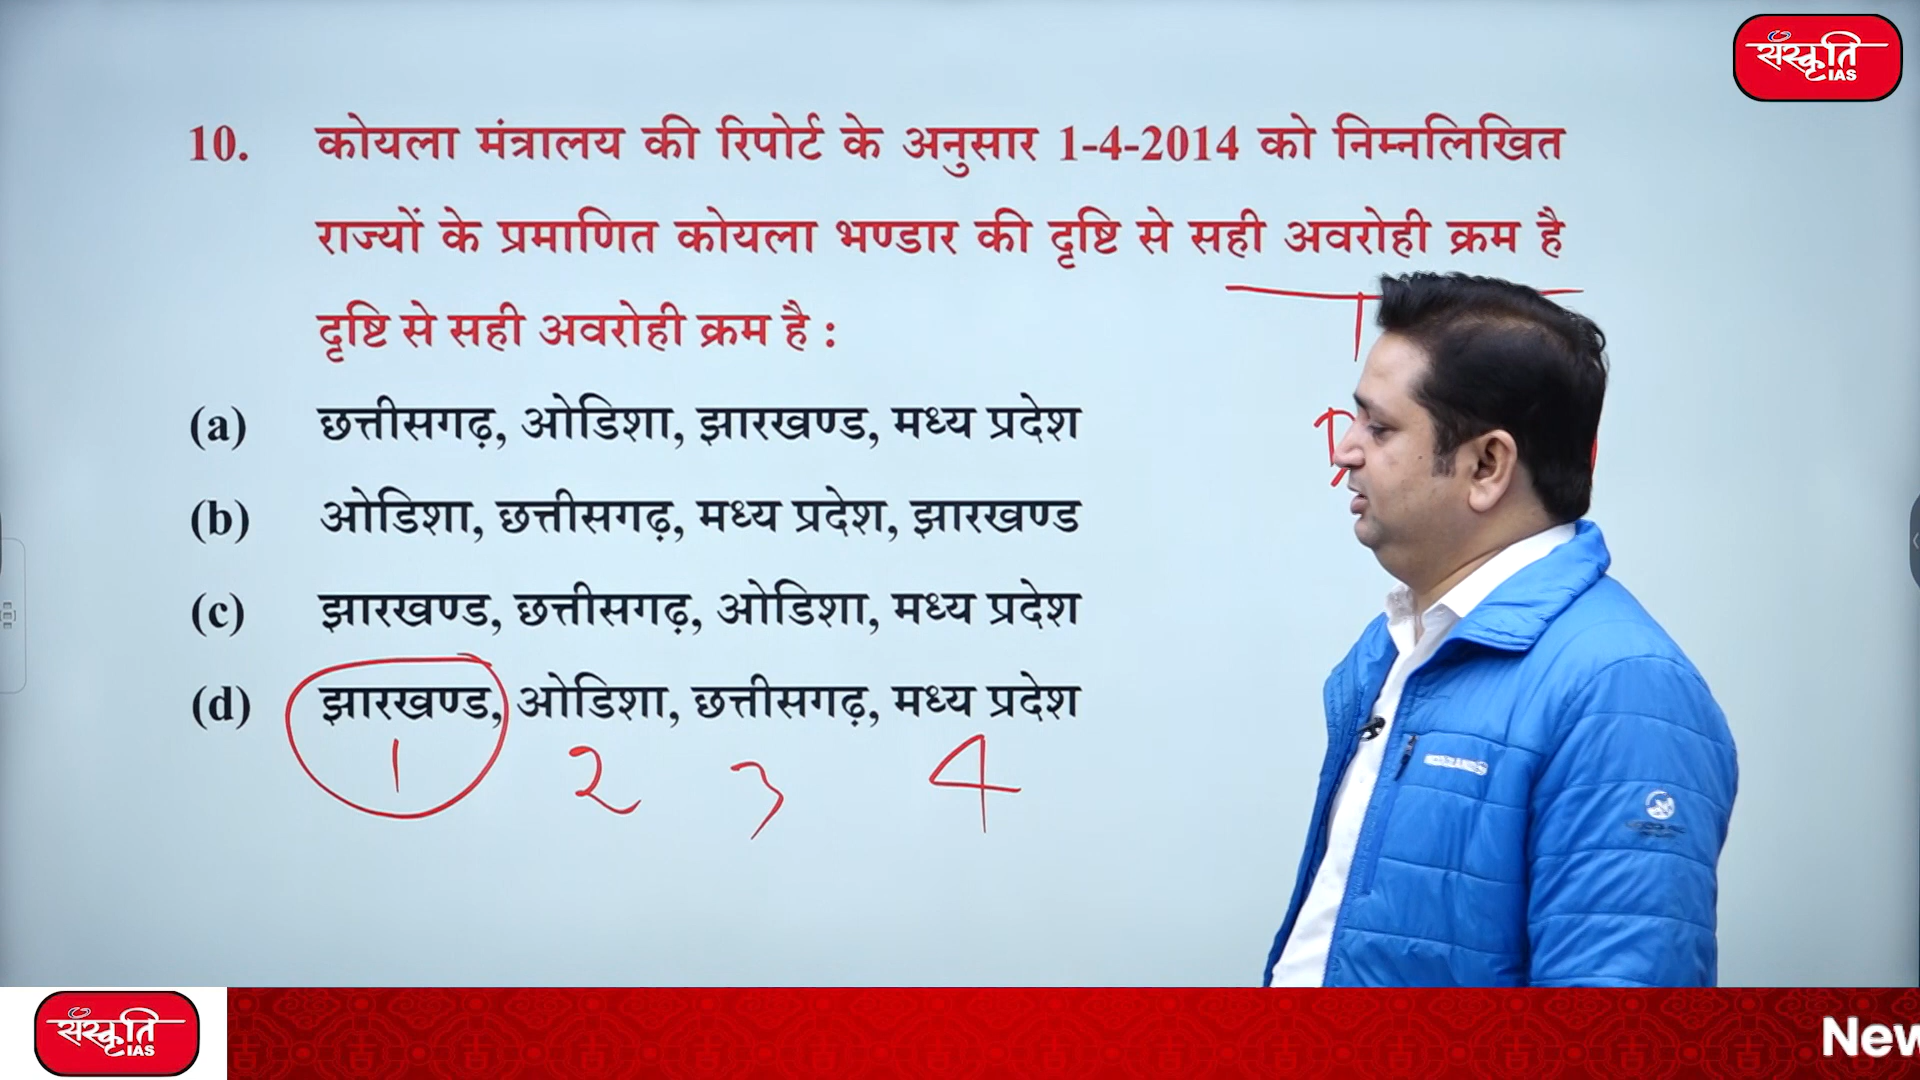 संस्कृति
IAS
10. कोयला मंत्रालय की रिपोर्ट के अनुसार 1-4-2014 को निम्नलिखित
राज्यों के प्रमाणित कोयला भण्डार की दृष्टि से सही अवरोही क्रम है
दृष्टि से सही अवरोही क्रम है :
(a) छत्तीसगढ़, ओडिशा, झारखण्ड, मध्य प्रदेश
(b) ओडिशा, छत्तीसगढ़, मध्य प्रदेश, झारखण्ड
(c) झारखण्ड, छत्तीसगढ़, ओडिशा, मध्य प्रदेश
(d) झारखण्ड, ओडिशा, छत्तीसगढ़, मध्य प्रदेश
1 2 3 4
संस्कृति
IAS
New